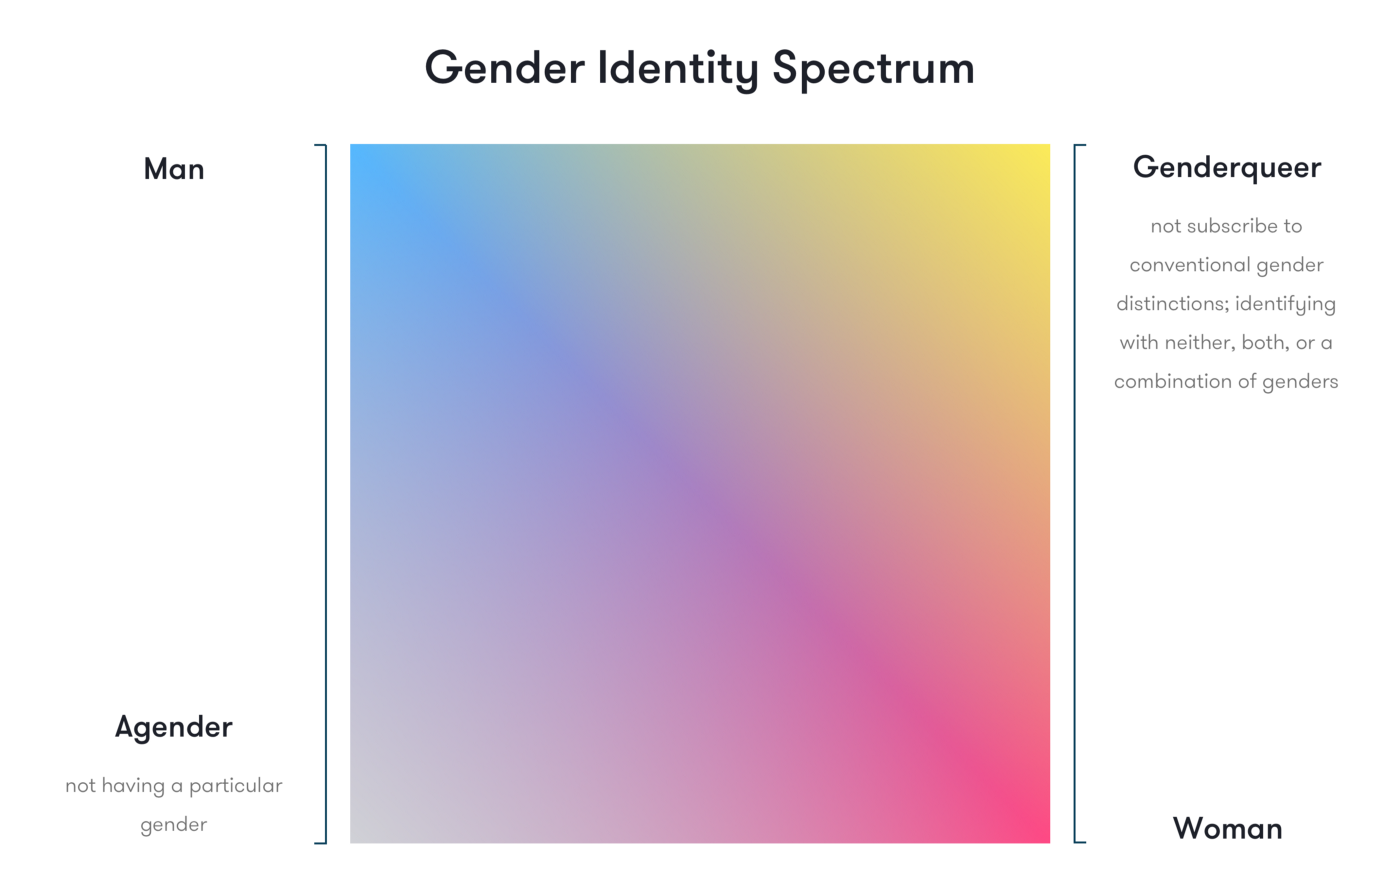 Gender Identity Spectrum
Man
Agender
not having a particular
gender
Genderqueer
not subscribe to
conventional gender
distinctions; identifying
with neither, both, or a
combination of genders
Woman